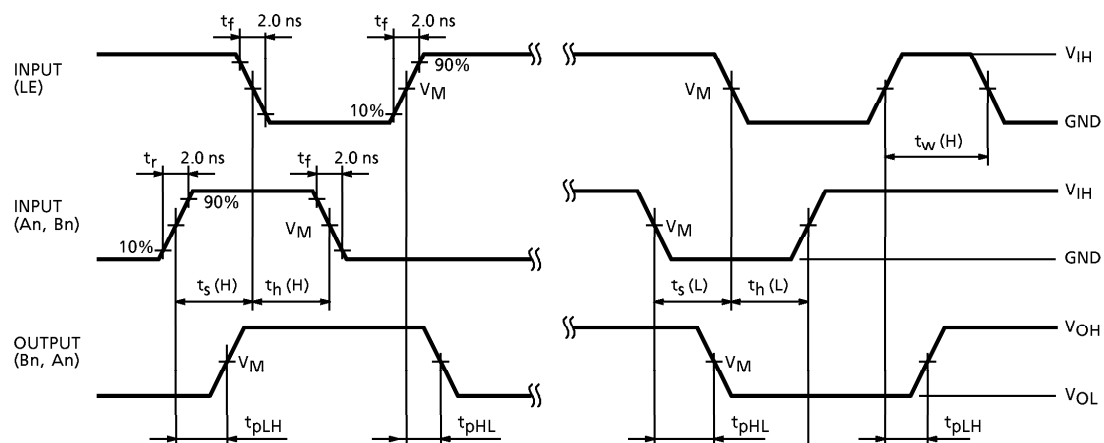 tf 2.0 ns tf 2.0 ns
INPUT
(LE)
90%
VM
10%
VM
VIH
GND
tw (H)
tr 2.0 ns tf 2.0 ns
INPUT
(An, Bn)
90%
VM
10%
VM
VIH
GND
ts (H) th (H) ts (L) th (L)
OUTPUT
(Bn, An)
VM
VM
VOH
VOL
tpLH tpHL tpHL tpLH